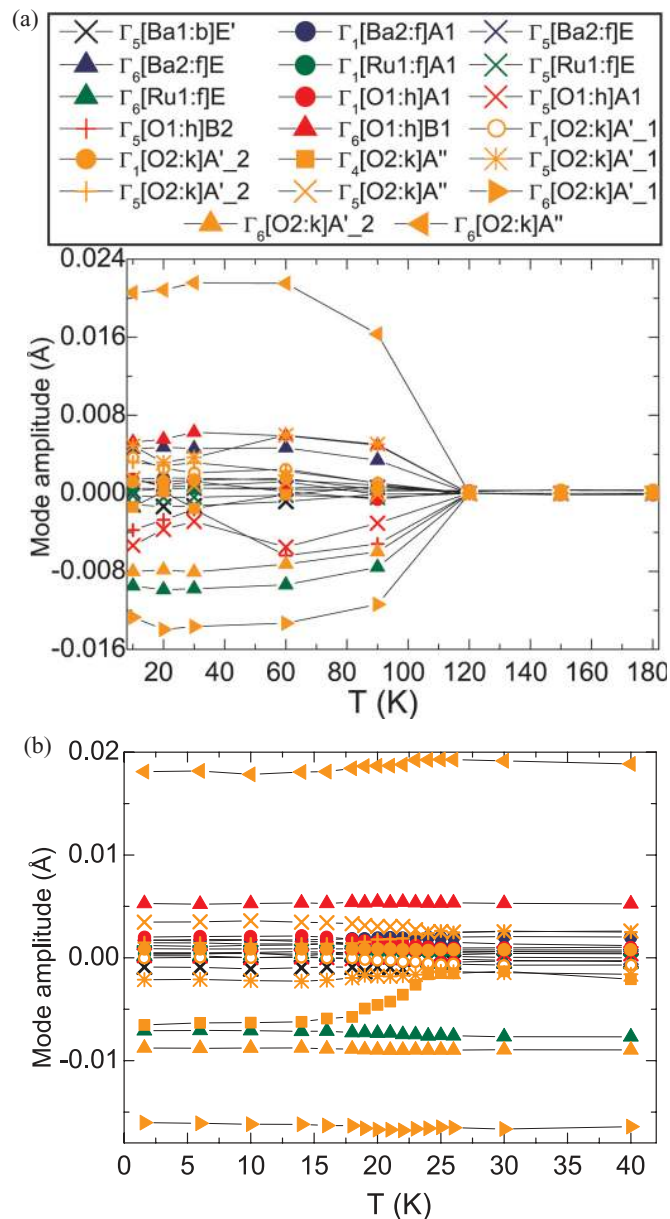 (a)
Γ₅[Ba1:b]E' Γ₁[Ba2:f]A1 Γ₅[Ba2:f]E
Γ₆[Ba2:f]E Γ₁[Ru1:f]A1 Γ₅[Ru1:f]E
Γ₆[Ru1:f]E Γ₁[O1:h]A1 Γ₅[O1:h]A1
Γ₅[O1:h]B2 Γ₆[O1:h]B1 Γ₁[O2:k]A'_1
Γ₁[O2:k]A'_2 Γ₄[O2:k]A" Γ₅[O2:k]A'_1
Γ₅[O2:k]A'_2 Γ₅[O2:k]A" Γ₆[O2:k]A'_1
Γ₆[O2:k]A'_2 Γ₆[O2:k]A"
0.024
0.016
0.008
0.000
-0.008
-0.016
Mode amplitude (Å)
20 40 60 80 100 120 140 160 180
T (K)
(b)
0.02
0.01
0.00
-0.01
Mode amplitude (Å)
0 5 10 15 20 25 30 35 40
T (K)